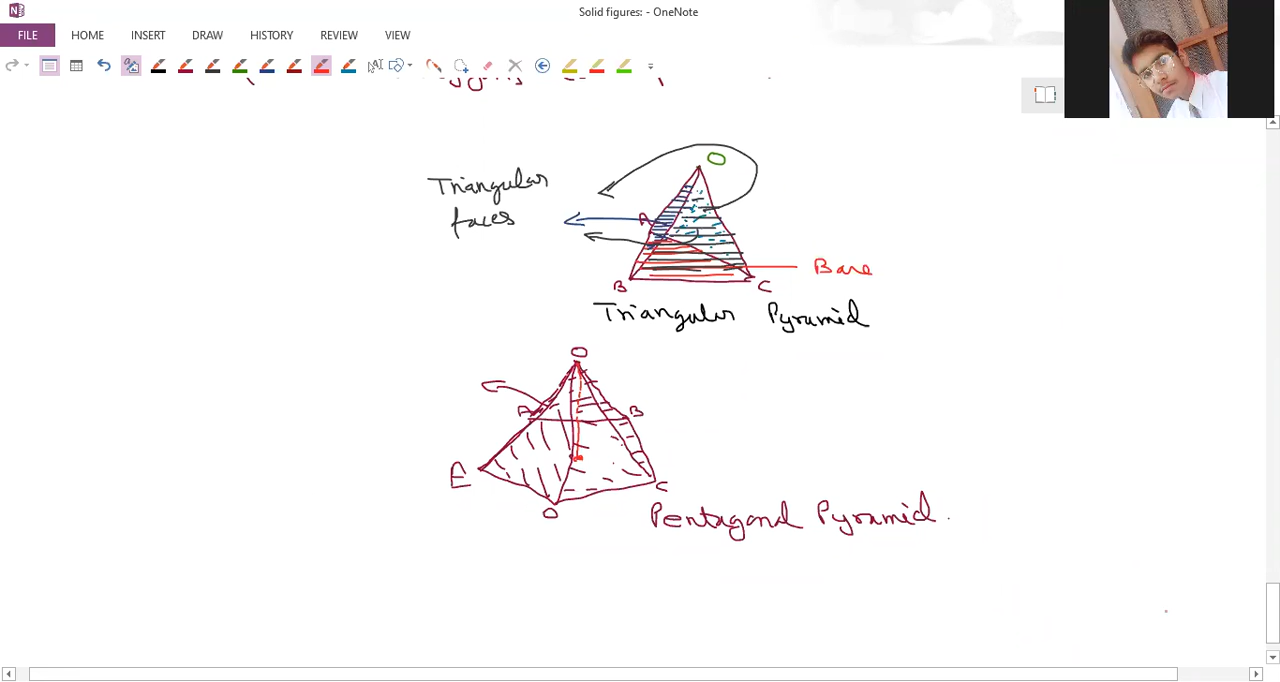 Solid figures: - OneNote
FILE HOME INSERT DRAW HISTORY REVIEW VIEW
O
Triangular
faces
A
Base
B
C
Triangular Pyramid
O
A
B
E
C
D
Pentagonal Pyramid